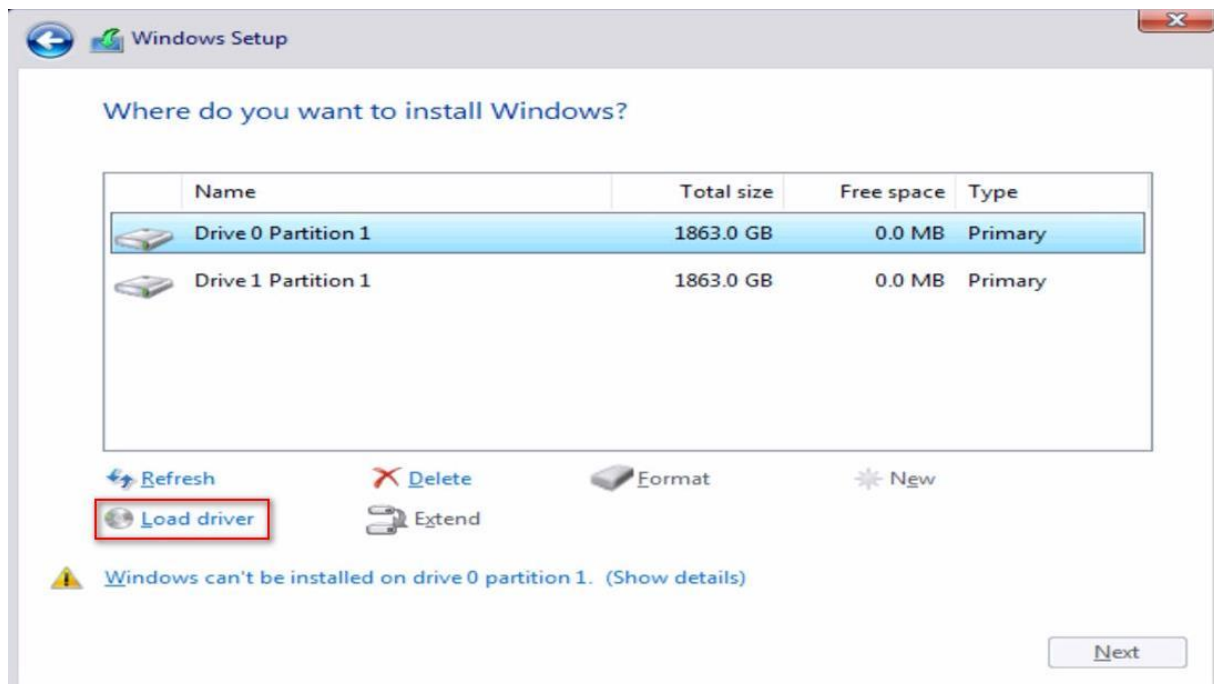 Windows Setup
Where do you want to install Windows?
Name Total size Free space Type
Drive 0 Partition 1 1863.0 GB 0.0 MB Primary
Drive 1 Partition 1 1863.0 GB 0.0 MB Primary
Refresh Delete Format New
Load driver Extend
Windows can't be installed on drive 0 partition 1. (Show details)
Next